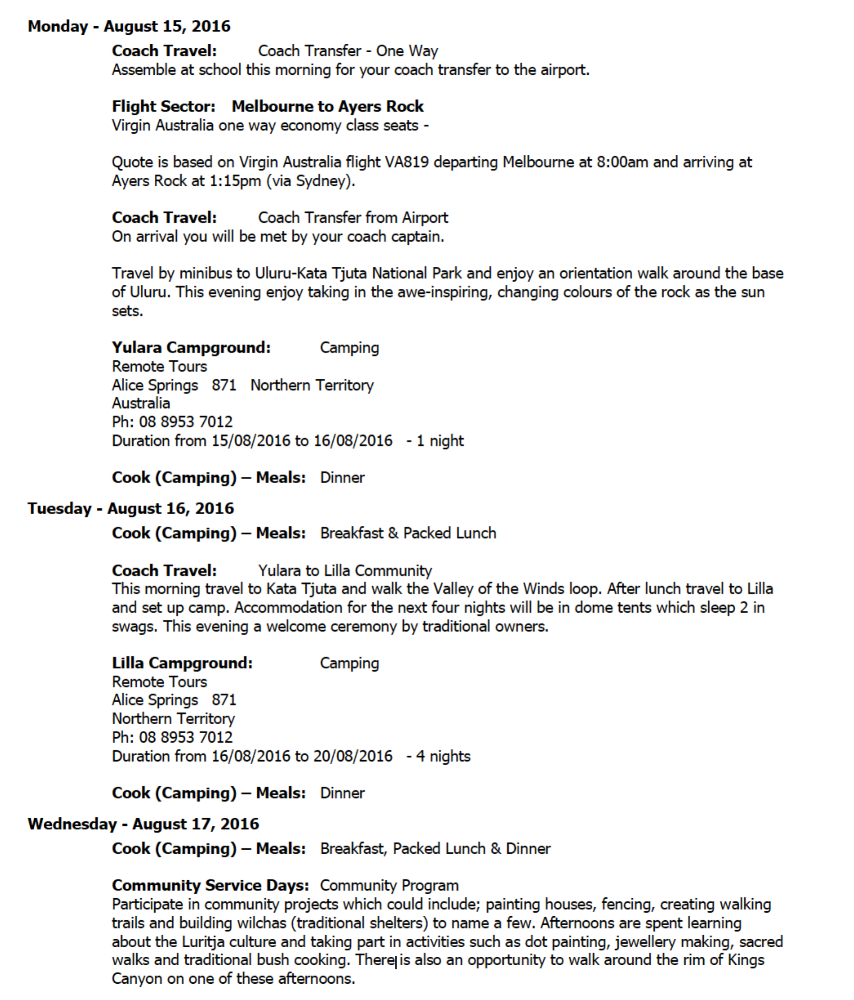 Monday - August 15, 2016
Coach Travel: Coach Transfer - One Way
Assemble at school this morning for your coach transfer to the airport.
Flight Sector: Melbourne to Ayers Rock
Virgin Australia one way economy class seats -
Quote is based on Virgin Australia flight VA819 departing Melbourne at 8:00am and arriving at
Ayers Rock at 1:15pm (via Sydney).
Coach Travel: Coach Transfer from Airport
On arrival you will be met by your coach captain.
Travel by minibus to Uluru-Kata Tjuta National Park and enjoy an orientation walk around the base
of Uluru. This evening enjoy taking in the awe-inspiring, changing colours of the rock as the sun
sets.
Yulara Campground: Camping
Remote Tours
Alice Springs 871 Northern Territory
Australia
Ph: 08 8953 7012
Duration from 15/08/2016 to 16/08/2016 - 1 night
Cook (Camping) – Meals: Dinner
Tuesday - August 16, 2016
Cook (Camping) – Meals: Breakfast & Packed Lunch
Coach Travel: Yulara to Lilla Community
This morning travel to Kata Tjuta and walk the Valley of the Winds loop. After lunch travel to Lilla
and set up camp. Accommodation for the next four nights will be in dome tents which sleep 2 in
swags. This evening a welcome ceremony by traditional owners.
Lilla Campground: Camping
Remote Tours
Alice Springs 871
Northern Territory
Ph: 08 8953 7012
Duration from 16/08/2016 to 20/08/2016 - 4 nights
Cook (Camping) – Meals: Dinner
Wednesday - August 17, 2016
Cook (Camping) – Meals: Breakfast, Packed Lunch & Dinner
Community Service Days: Community Program
Participate in community projects which could include; painting houses, fencing, creating walking
trails and building wilchas (traditional shelters) to name a few. Afternoons are spent learning
about the Luritja culture and taking part in activities such as dot painting, jewellery making, sacred
walks and traditional bush cooking. There is also an opportunity to walk around the rim of Kings
Canyon on one of these afternoons.